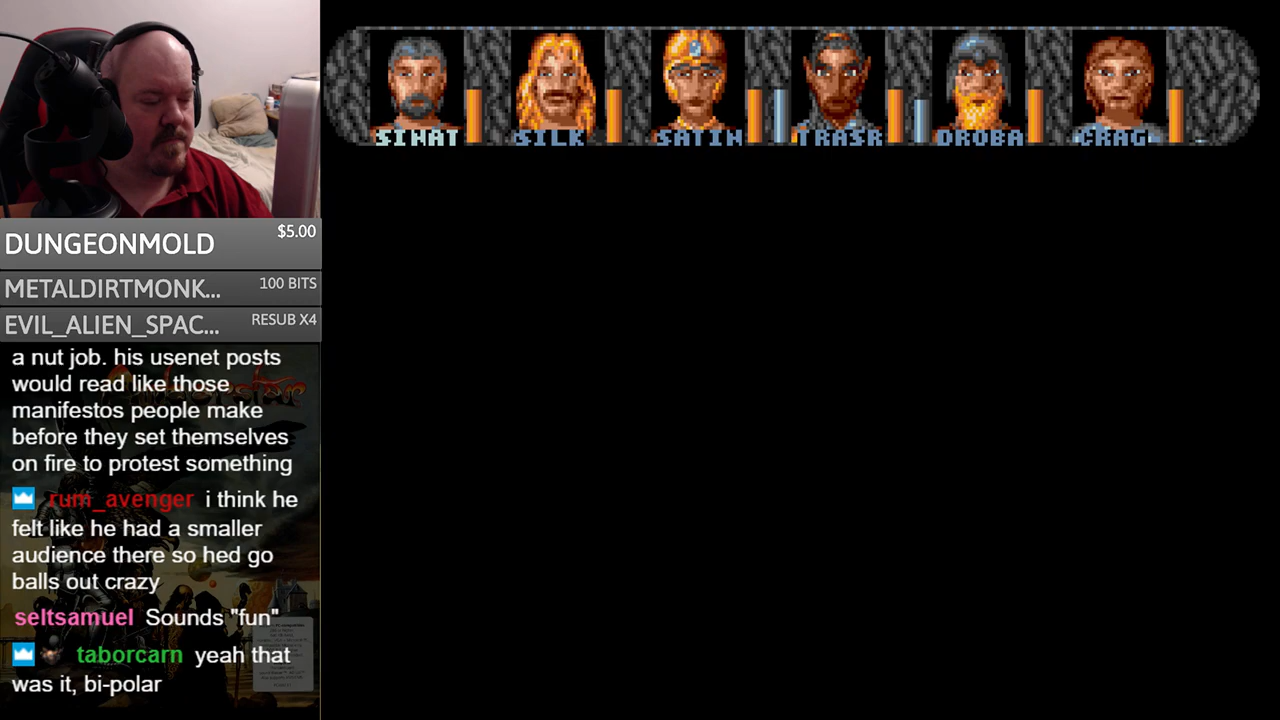 SINAT SILK SATIN TRASR DROBA CRAG
DUNGEONMOLD $5.00
METALDIRTMONK... 100 BITS
EVIL_ALIEN_SPAC... RESUB X4
a nut job. his usenet posts
would read like those
manifestos people make
before they set themselves
on fire to protest something
rum_avenger i think he
felt like he had a smaller
audience there so hed go
balls out crazy
seltsamuel Sounds "fun"
taborcarn yeah that
was it, bi-polar